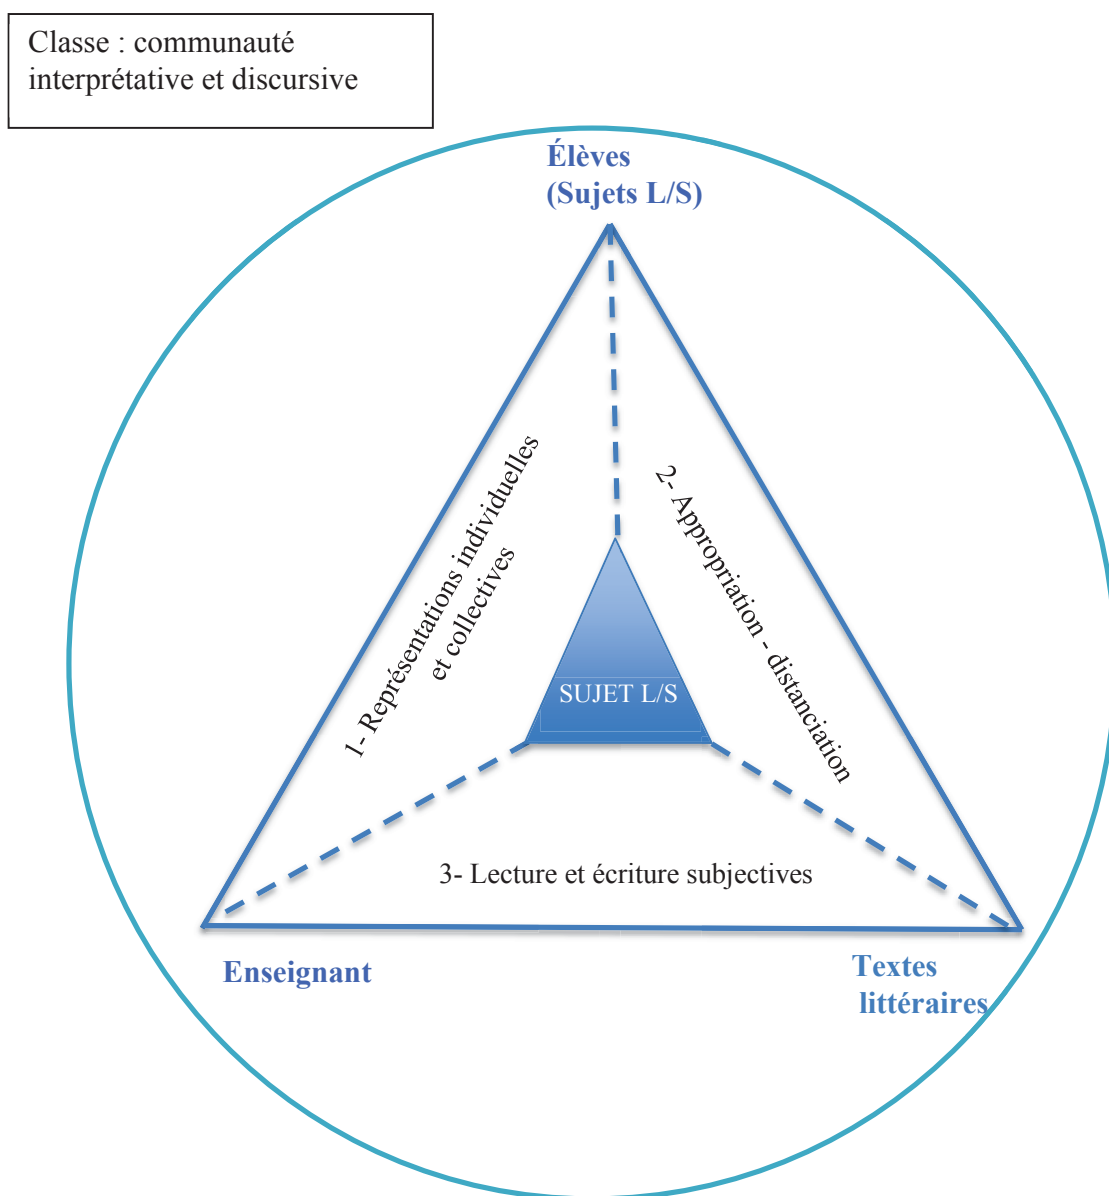 Classe : communauté
interprétative et discursive
Élèves
(Sujets L/S)
1- Représentations individuelles
et collectives
2- Appropriation - distanciation
SUJET L/S
3- Lecture et écriture subjectives
Enseignant
Textes
littéraires